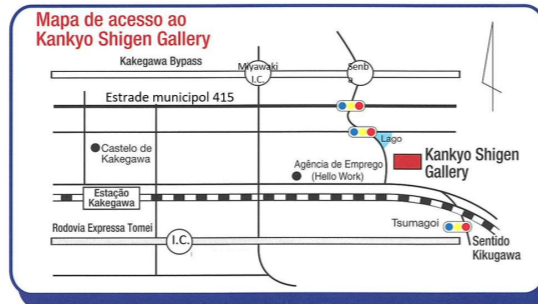 Mapa de acesso ao
Kankyo Shigen Gallery
Kakegawa Bypass
Miyawaki
I.C.
Senb
a
Estrade municipol 415
Lago
Castelo de
Kakegawa
Agência de Emprego
(Hello Work)
Kankyo Shigen
Gallery
Estação
Kakegawa
Tsumagoi
Rodovia Expressa Tomei
I.C.
Sentido
Kikugawa